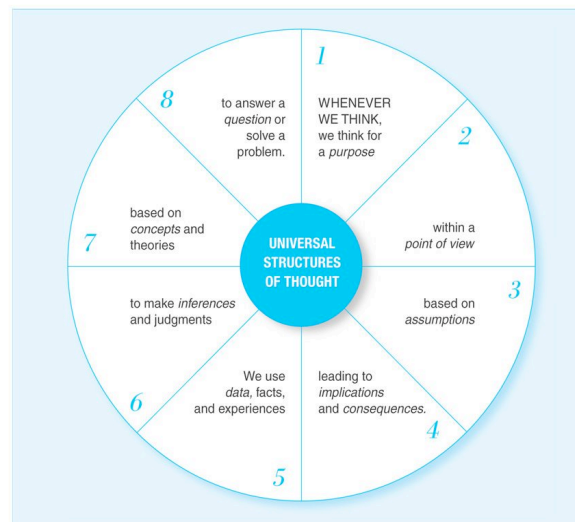 1
WHENEVER
WE THINK,
we think for
a purpose
2
within a
point of view
3
based on
assumptions
4
leading to
implications
and consequences.
5
We use
data, facts,
and experiences
6
to make inferences
and judgments
7
based on
concepts and
theories
8
to answer a
question or
solve a
problem.
UNIVERSAL
STRUCTURES
OF THOUGHT